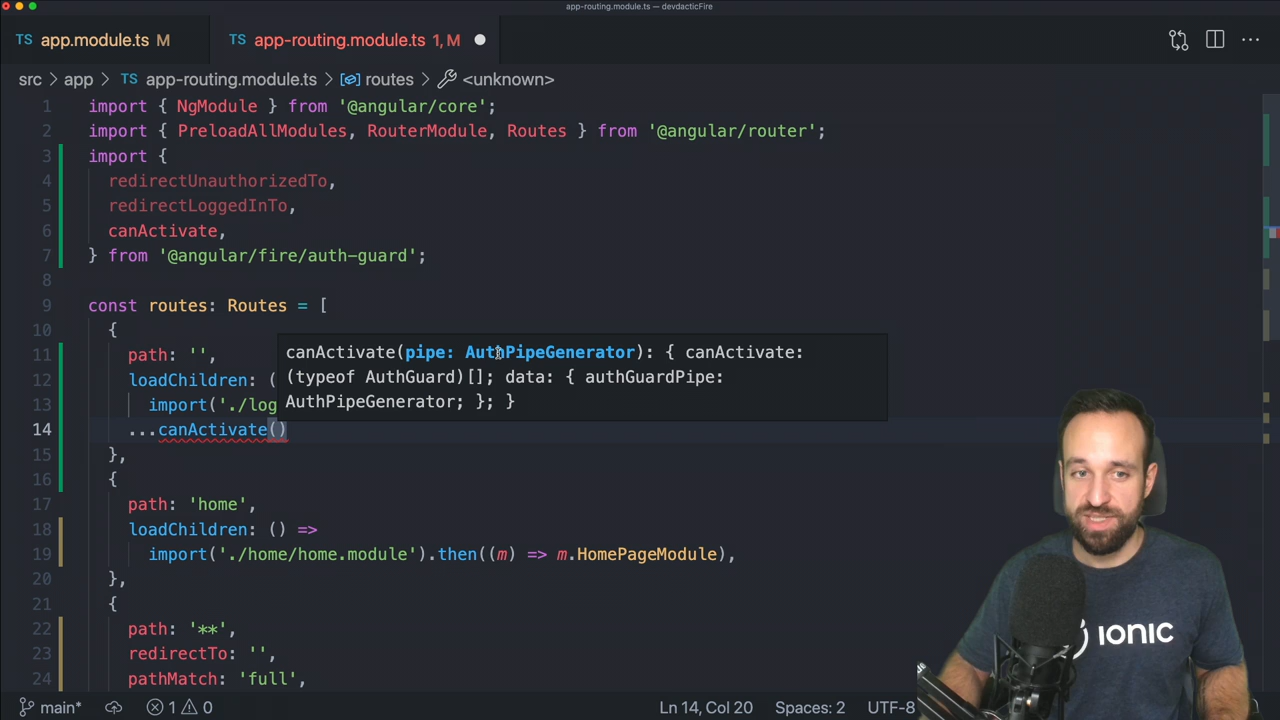 app-routing.module.ts — devdacticFire
TS app.module.ts M
TS app-routing.module.ts 1, M
src > app > TS app-routing.module.ts > routes > <unknown>
1 import { NgModule } from '@angular/core';
2 import { PreloadAllModules, RouterModule, Routes } from '@angular/router';
3 import {
4 redirectUnauthorizedTo,
5 redirectLoggedInTo,
6 canActivate,
7 } from '@angular/fire/auth-guard';
8
9 const routes: Routes = [
10 {
11 path: '',
12 loadChildren: (
13 import('./log
14 ...canActivate()
canActivate(pipe: AuthPipeGenerator): { canActivate:
(typeof AuthGuard)[]; data: { authGuardPipe:
AuthPipeGenerator; }; }
15 },
16 {
17 path: 'home',
18 loadChildren: () =>
19 import('./home/home.module').then((m) => m.HomePageModule),
20 },
21 {
22 path: '**',
23 redirectTo: '',
24 pathMatch: 'full',
IONIC
main* 1 0
Ln 14, Col 20 Spaces: 2 UTF-8